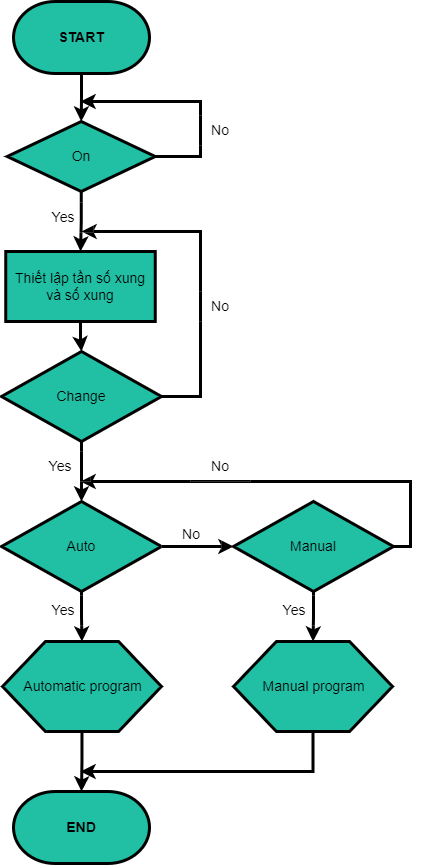 START
On
No
Yes
Thiết lập tần số xung
và số xung
No
Change
Yes
No
Auto
No
Manual
Yes
Yes
Automatic program
Manual program
END